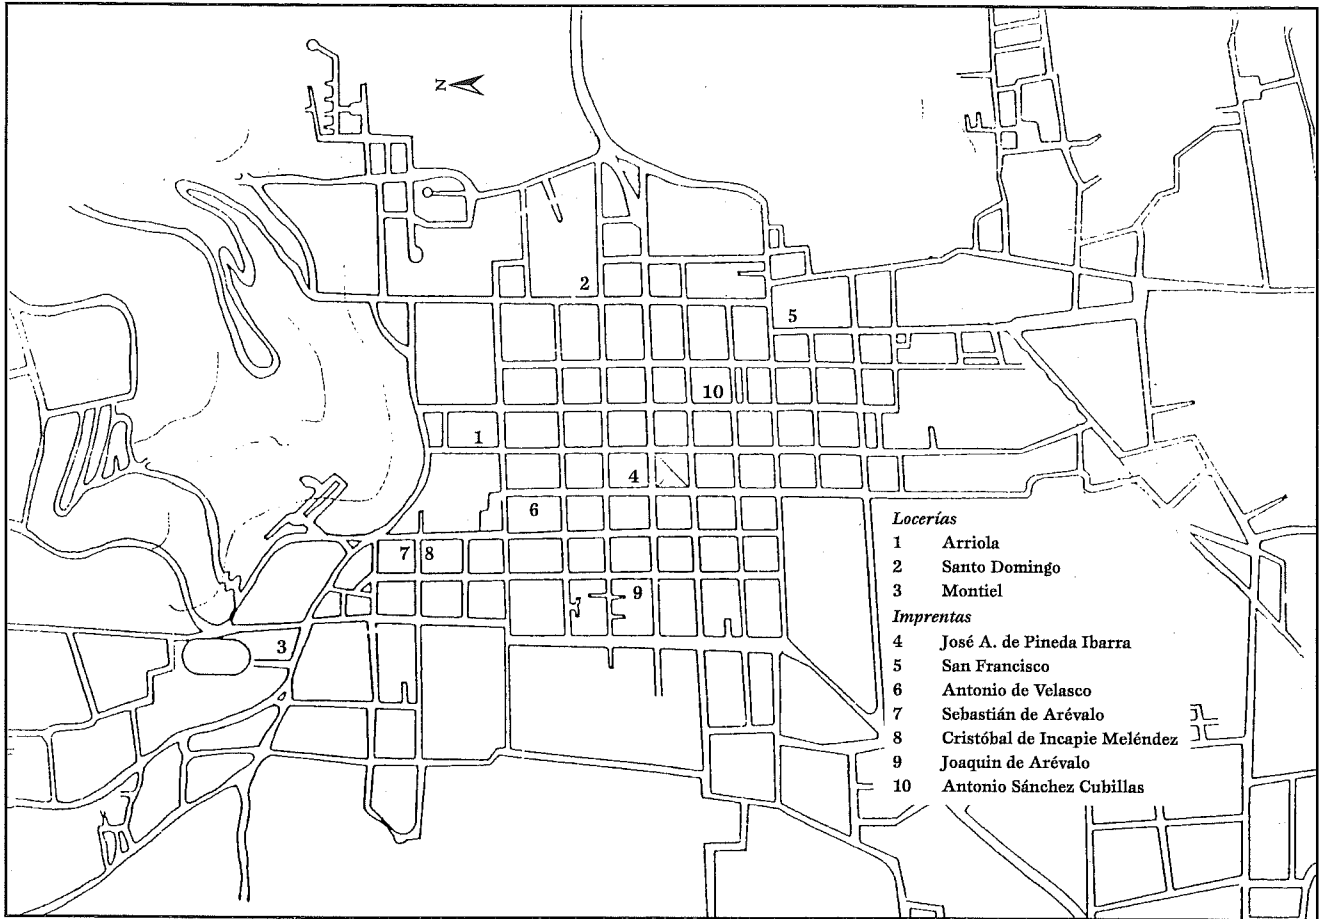 N
2
5
10
1
4
6
7 8
9
3
Locerías
1 Arriola
2 Santo Domingo
3 Montiel
Imprentas
4 José A. de Pineda Ibarra
5 San Francisco
6 Antonio de Velasco
7 Sebastián de Arévalo
8 Cristóbal de Incapie Meléndez
9 Joaquin de Arévalo
10 Antonio Sánchez Cubillas